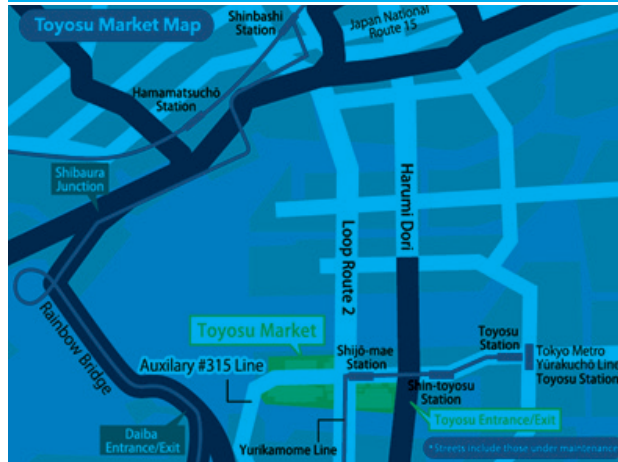 Toyosu Market Map
Shinbashi
Station
Japan National
Route 15
Hamamatsuchō
Station
Shibaura
Junction
Harumi Dori
Loop Route 2
Rainbow Bridge
Toyosu Market
Auxilary #315 Line
Shijō-mae
Station
Toyosu
Station
Tokyo Metro
Yūrakuchō Line
Toyosu Station
Shin-toyosu
Station
Toyosu Entrance/Exit
Daiba
Entrance/Exit
Yurikamome Line
*Streets include those under maintenance